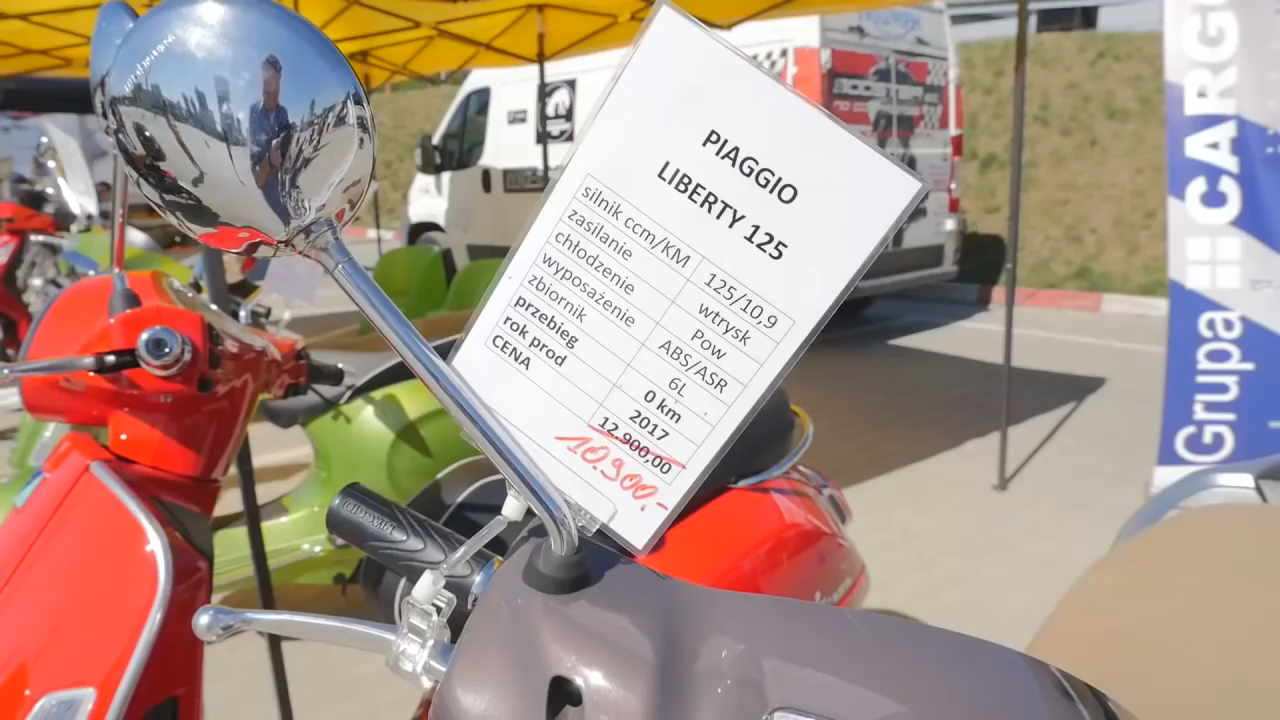 PIAGGIO
LIBERTY 125
silnik ccm/KM 125/10,9
zasilanie wtrysk
chłodzenie Pow
wyposażenie ABS/ASR
zbiornik 6L
przebieg 0 km
rok prod 2017
CENA 12.900,00
10.900,-
PIAGGIO
Grupa CARGO